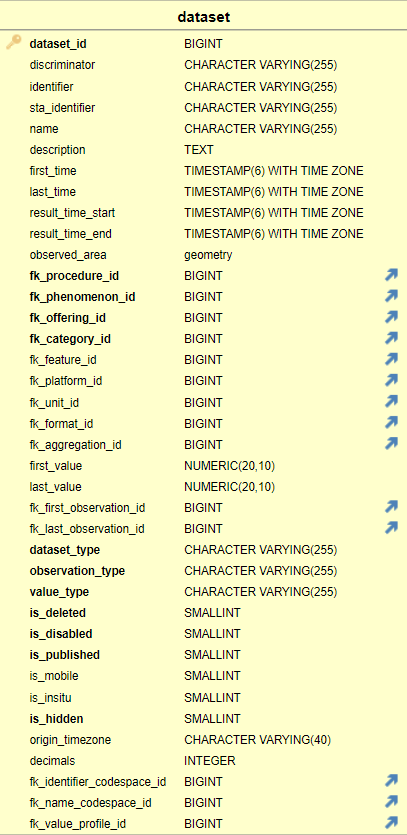 dataset
dataset_id BIGINT
discriminator CHARACTER VARYING(255)
identifier CHARACTER VARYING(255)
sta_identifier CHARACTER VARYING(255)
name CHARACTER VARYING(255)
description TEXT
first_time TIMESTAMP(6) WITH TIME ZONE
last_time TIMESTAMP(6) WITH TIME ZONE
result_time_start TIMESTAMP(6) WITH TIME ZONE
result_time_end TIMESTAMP(6) WITH TIME ZONE
observed_area geometry
fk_procedure_id BIGINT
fk_phenomenon_id BIGINT
fk_offering_id BIGINT
fk_category_id BIGINT
fk_feature_id BIGINT
fk_platform_id BIGINT
fk_unit_id BIGINT
fk_format_id BIGINT
fk_aggregation_id BIGINT
first_value NUMERIC(20,10)
last_value NUMERIC(20,10)
fk_first_observation_id BIGINT
fk_last_observation_id BIGINT
dataset_type CHARACTER VARYING(255)
observation_type CHARACTER VARYING(255)
value_type CHARACTER VARYING(255)
is_deleted SMALLINT
is_disabled SMALLINT
is_published SMALLINT
is_mobile SMALLINT
is_insitu SMALLINT
is_hidden SMALLINT
origin_timezone CHARACTER VARYING(40)
decimals INTEGER
fk_identifier_codespace_id BIGINT
fk_name_codespace_id BIGINT
fk_value_profile_id BIGINT